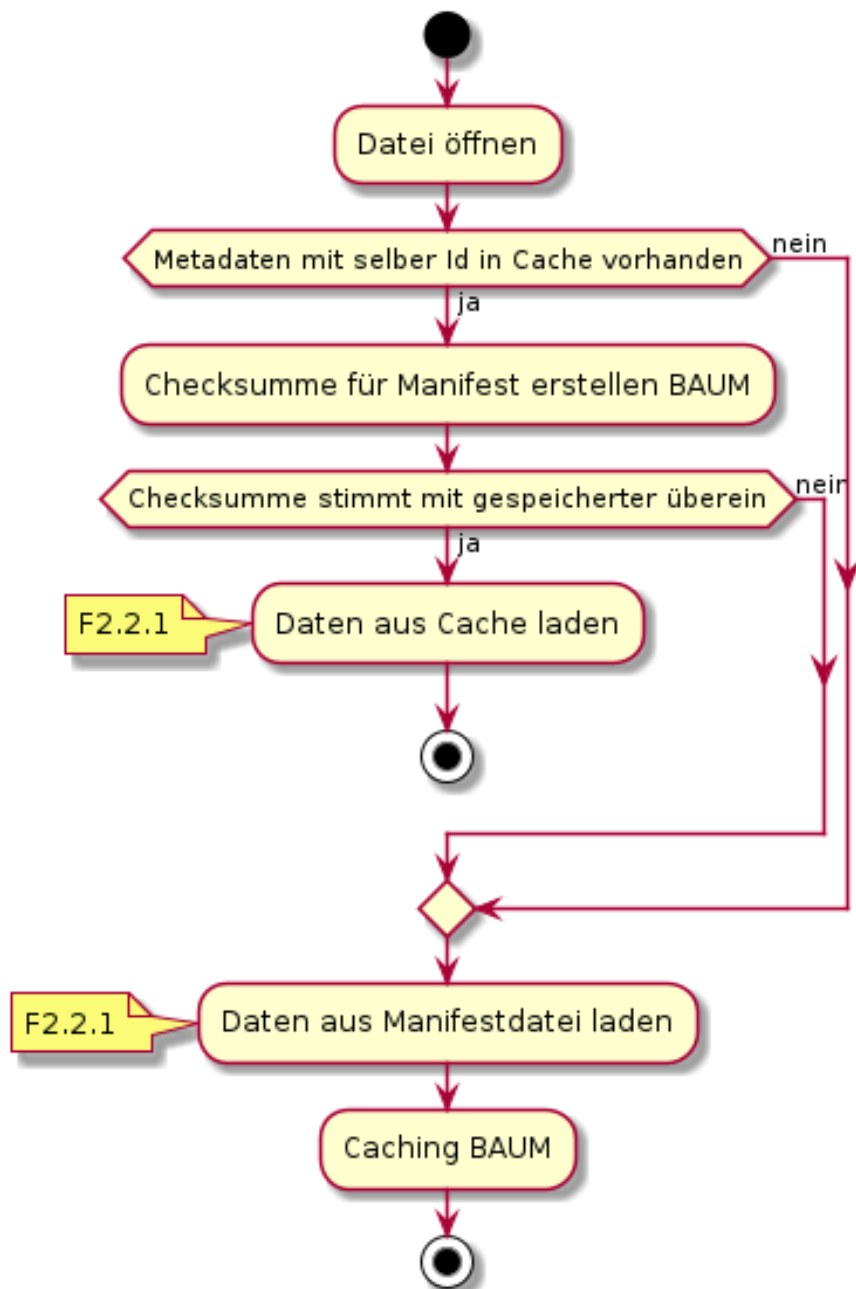 Datei öffnen
Metadaten mit selber Id in Cache vorhanden
nein
ja
Checksumme für Manifest erstellen BAUM
Checksumme stimmt mit gespeicherter überein
nein
ja
F2.2.1
Daten aus Cache laden
F2.2.1
Daten aus Manifestdatei laden
Caching BAUM